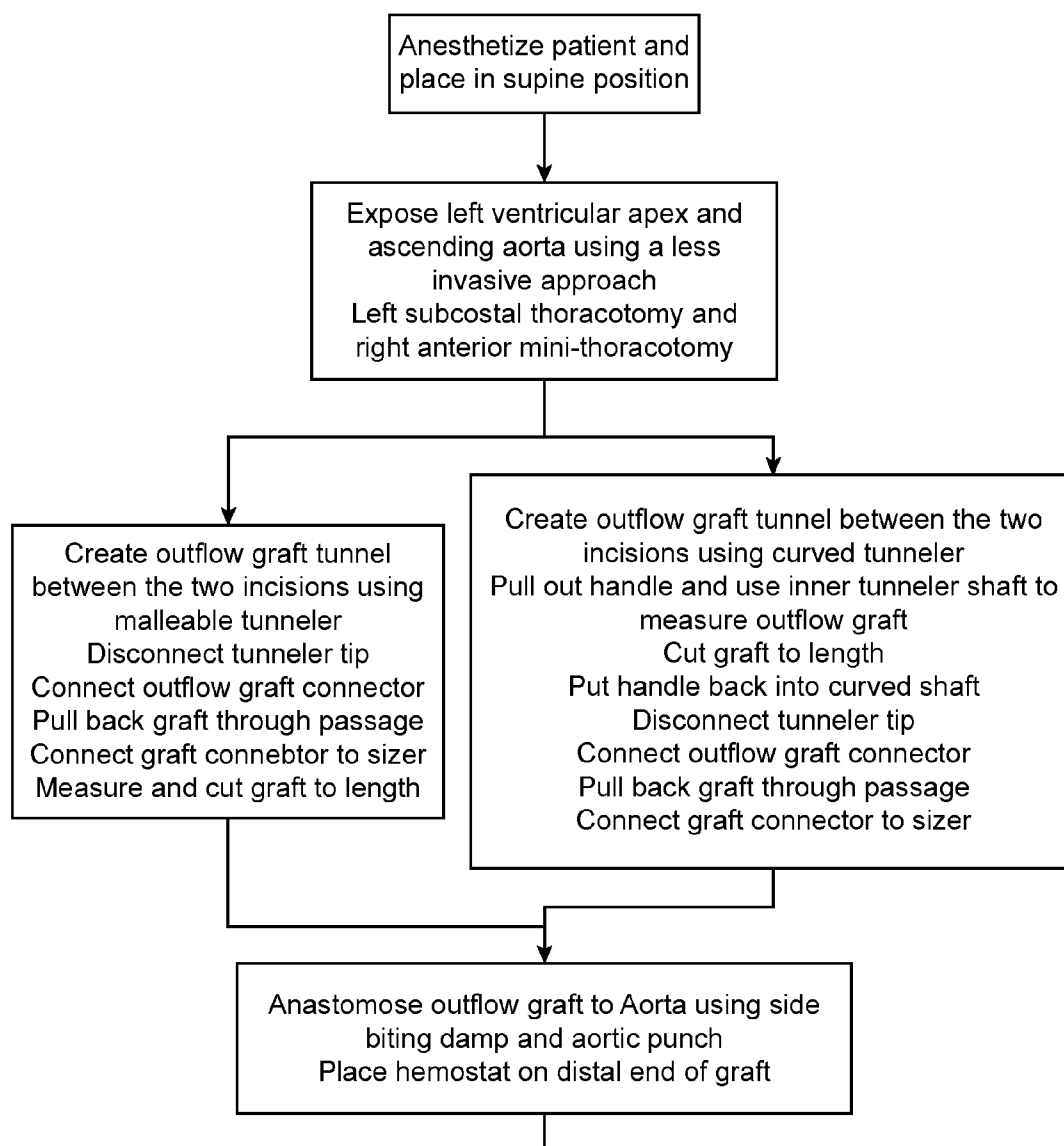 Anesthetize patient and
place in supine position
Expose left ventricular apex and
ascending aorta using a less
invasive approach
Left subcostal thoracotomy and
right anterior mini-thoracotomy
Create outflow graft tunnel
between the two incisions using
malleable tunneler
Disconnect tunneler tip
Connect outflow graft connector
Pull back graft through passage
Connect graft connebtor to sizer
Measure and cut graft to length
Create outflow graft tunnel between the two
incisions using curved tunneler
Pull out handle and use inner tunneler shaft to
measure outflow graft
Cut graft to length
Put handle back into curved shaft
Disconnect tunneler tip
Connect outflow graft connector
Pull back graft through passage
Connect graft connector to sizer
Anastomose outflow graft to Aorta using side
biting damp and aortic punch
Place hemostat on distal end of graft